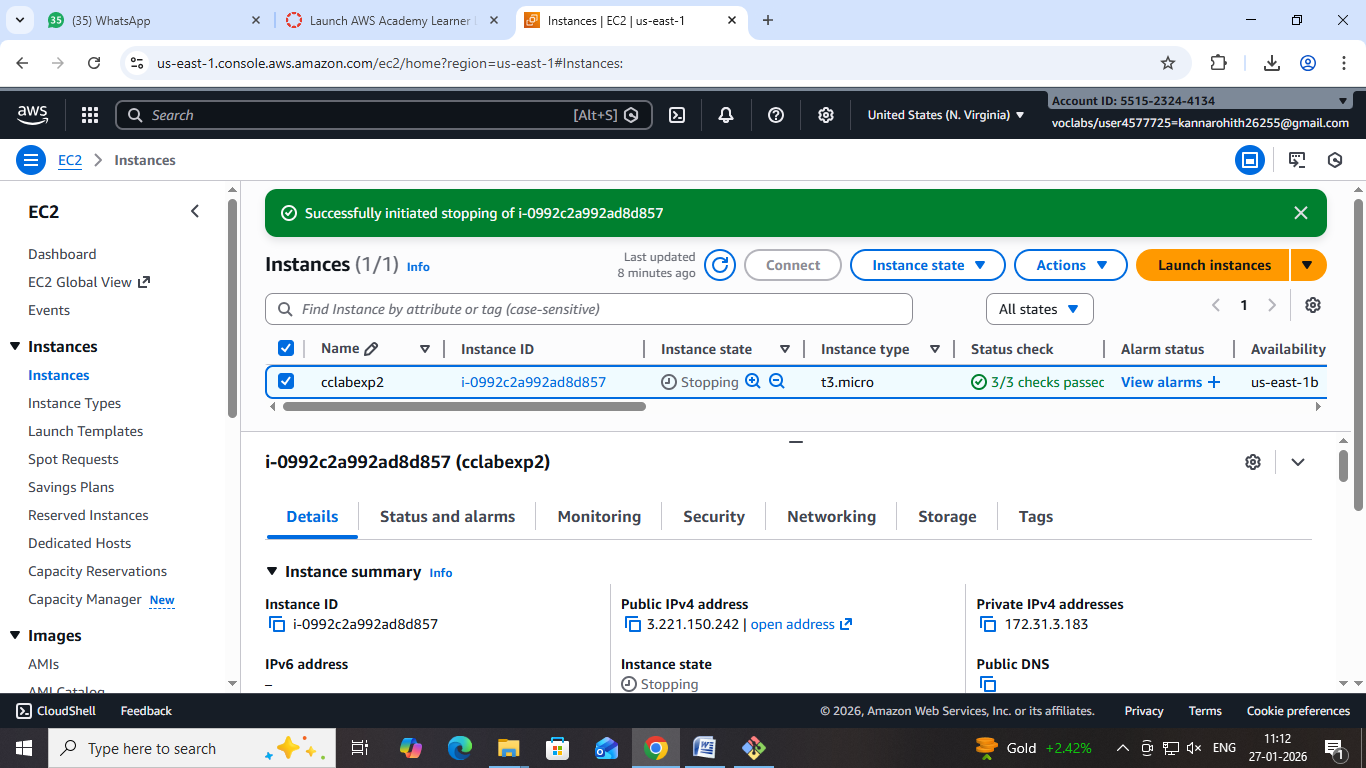 (35) WhatsApp
Launch AWS Academy Learner
Instances | EC2 | us-east-1
us-east-1.console.aws.amazon.com/ec2/home?region=us-east-1#Instances:
aws
Search [Alt+S]
United States (N. Virginia)
Account ID: 5515-2324-4134
voclabs/user4577725=kannarohith26255@gmail.com
EC2 Instances
EC2
Dashboard
EC2 Global View
Events
Instances
Instances
Instance Types
Launch Templates
Spot Requests
Savings Plans
Reserved Instances
Dedicated Hosts
Capacity Reservations
Capacity Manager New
Images
AMIs
AMI Catalog
Successfully initiated stopping of i-0992c2a992ad8d857
Instances (1/1) Info
Last updated
8 minutes ago
Connect
Instance state
Actions
Launch instances
Find Instance by attribute or tag (case-sensitive)
All states
1
Name Instance ID Instance state Instance type Status check Alarm status Availability
cclabexp2 i-0992c2a992ad8d857 Stopping t3.micro 3/3 checks passed View alarms + us-east-1b
i-0992c2a992ad8d857 (cclabexp2)
Details Status and alarms Monitoring Security Networking Storage Tags
Instance summary Info
Instance ID
i-0992c2a992ad8d857
Public IPv4 address
3.221.150.242 | open address
Private IPv4 addresses
172.31.3.183
IPv6 address
–
Instance state
Stopping
Public DNS
CloudShell Feedback
© 2026, Amazon Web Services, Inc. or its affiliates. Privacy Terms Cookie preferences
Type here to search
Gold +2.42%
ENG
11:12
27-01-2026
1